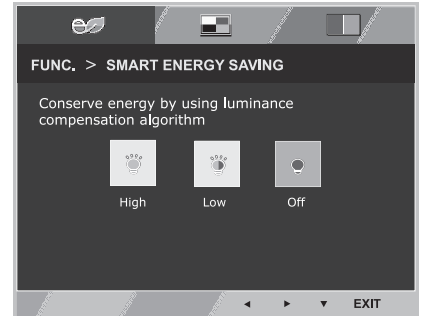 FUNC. > SMART ENERGY SAVING
Conserve energy by using luminance
compensation algorithm
High Low Off
◄ ► ▼ EXIT